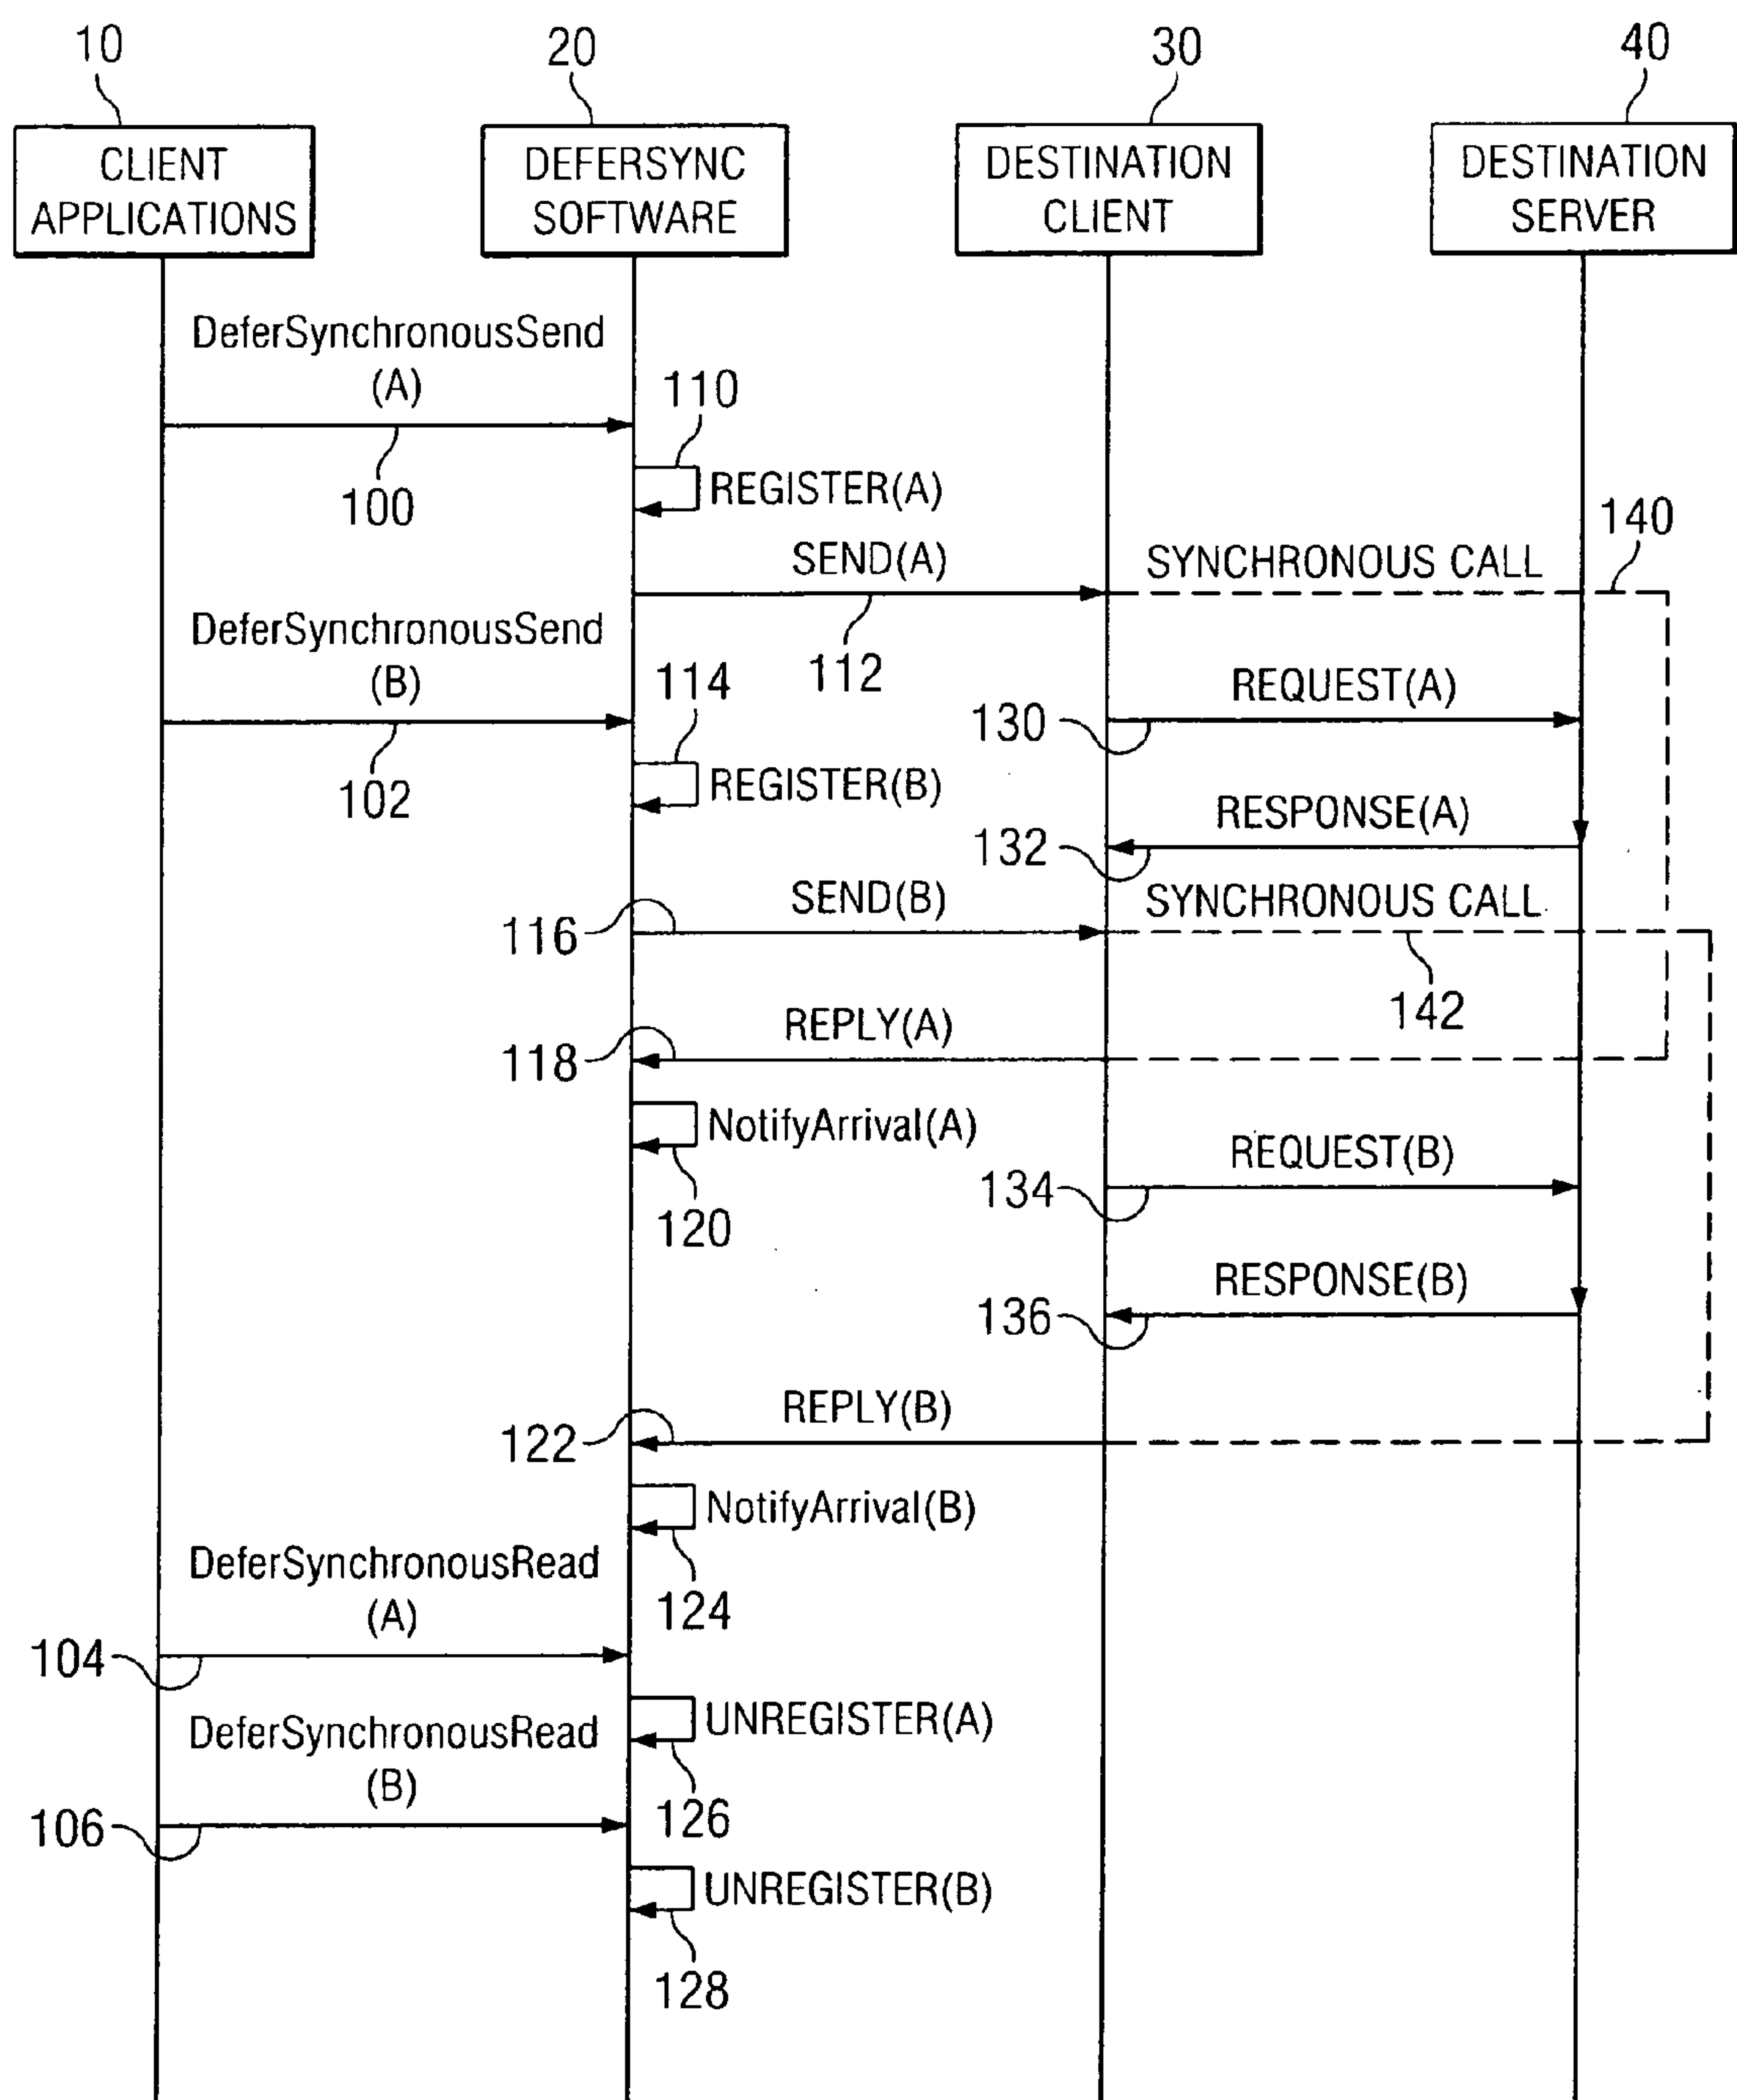 10
20
30
40
CLIENT
APPLICATIONS
DEFERSYNC
SOFTWARE
DESTINATION
CLIENT
DESTINATION
SERVER
DeferSynchronousSend
(A)
100
110
REGISTER(A)
SEND(A)
112
SYNCHRONOUS CALL
140
DeferSynchronousSend
(B)
102
114
REGISTER(B)
REQUEST(A)
130
RESPONSE(A)
132
SEND(B)
116
SYNCHRONOUS CALL
142
REPLY(A)
118
NotifyArrival(A)
120
REQUEST(B)
134
RESPONSE(B)
136
REPLY(B)
122
NotifyArrival(B)
124
DeferSynchronousRead
(A)
104
UNREGISTER(A)
126
DeferSynchronousRead
(B)
106
UNREGISTER(B)
128